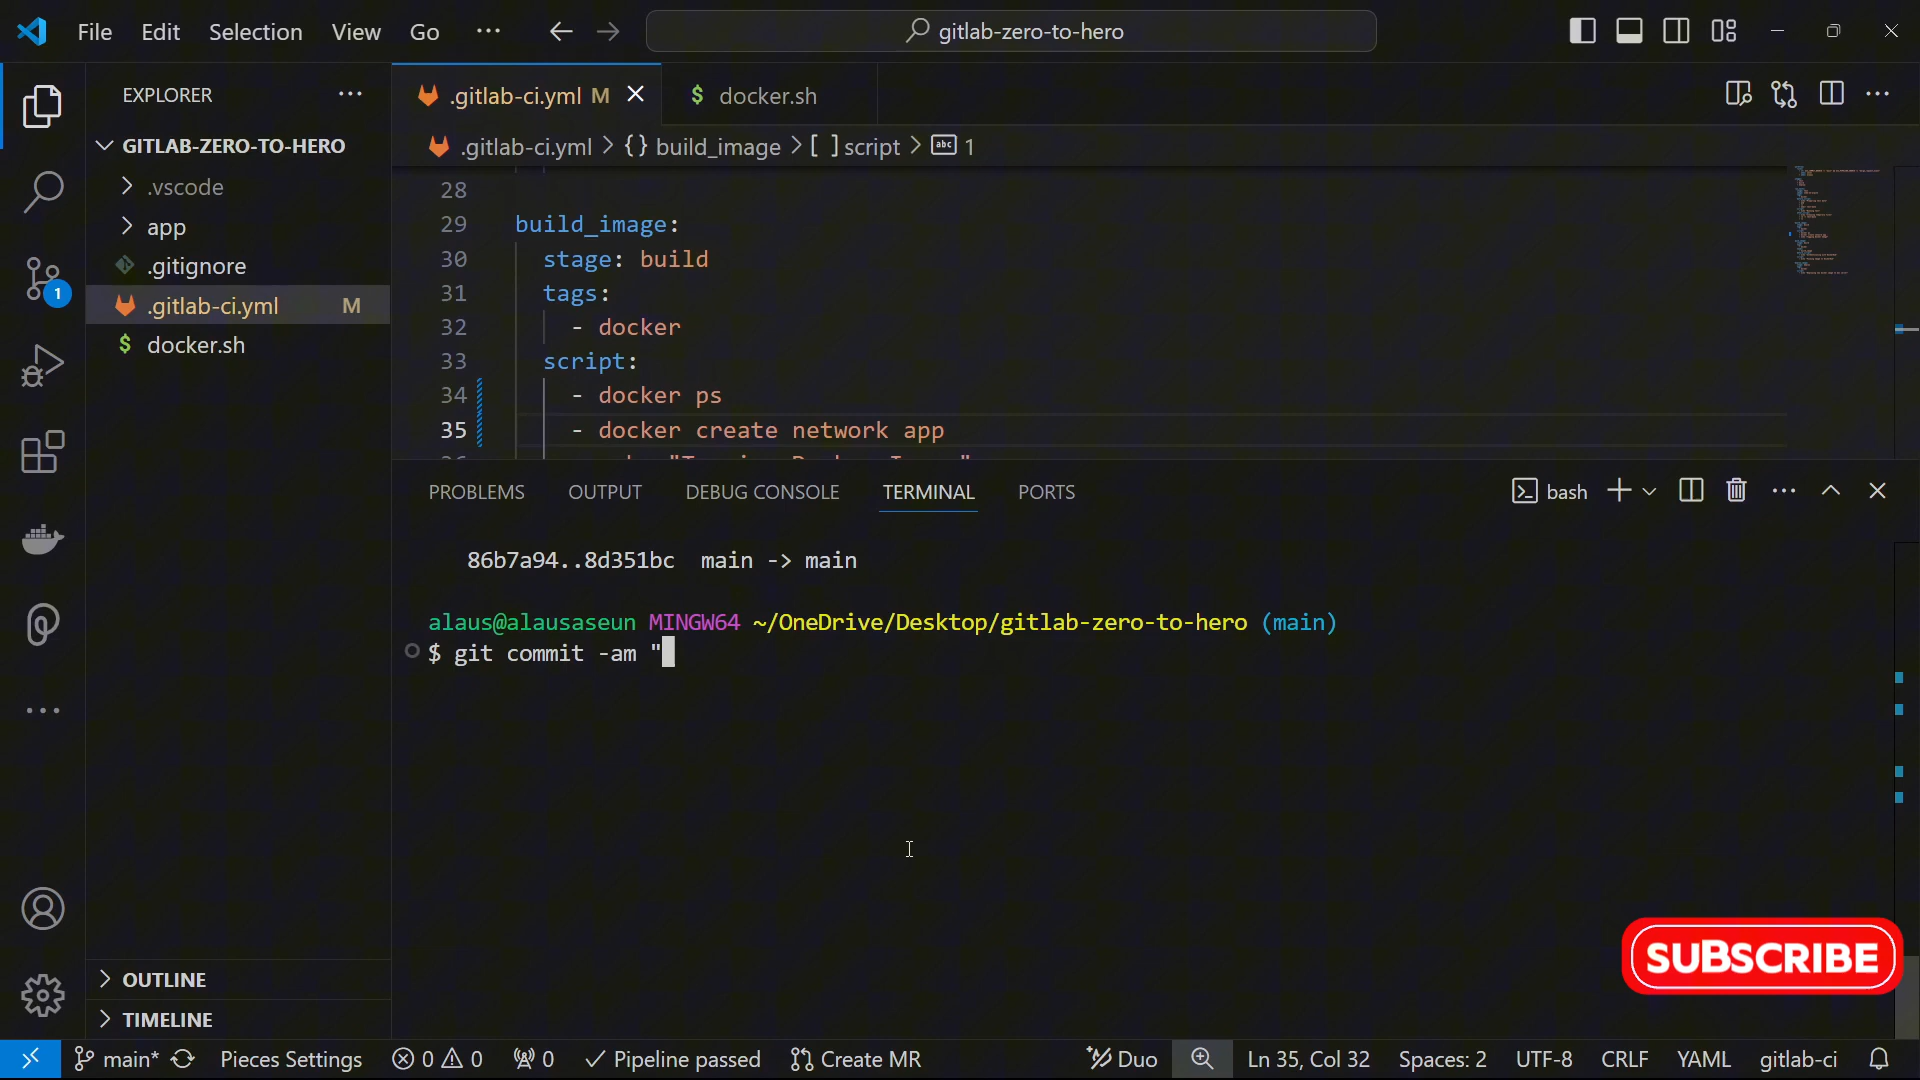 File Edit Selection View Go ··· gitlab-zero-to-hero
EXPLORER ···
GITLAB-ZERO-TO-HERO
.vscode
app
.gitignore
.gitlab-ci.yml M
$ docker.sh
OUTLINE
TIMELINE
1
.gitlab-ci.yml M $ docker.sh
.gitlab-ci.yml > {} build_image > [ ] script > abc 1
28
29 build_image:
30 stage: build
31 tags:
32 - docker
33 script:
34 - docker ps
35 - docker create network app
PROBLEMS OUTPUT DEBUG CONSOLE TERMINAL PORTS bash
86b7a94..8d351bc main -> main
alaus@alausaseun MINGW64 ~/OneDrive/Desktop/gitlab-zero-to-hero (main)
$ git commit -am "
SUBSCRIBE
main* Pieces Settings 0 0 0 Pipeline passed Create MR Duo Ln 35, Col 32 Spaces: 2 UTF-8 CRLF YAML gitlab-ci